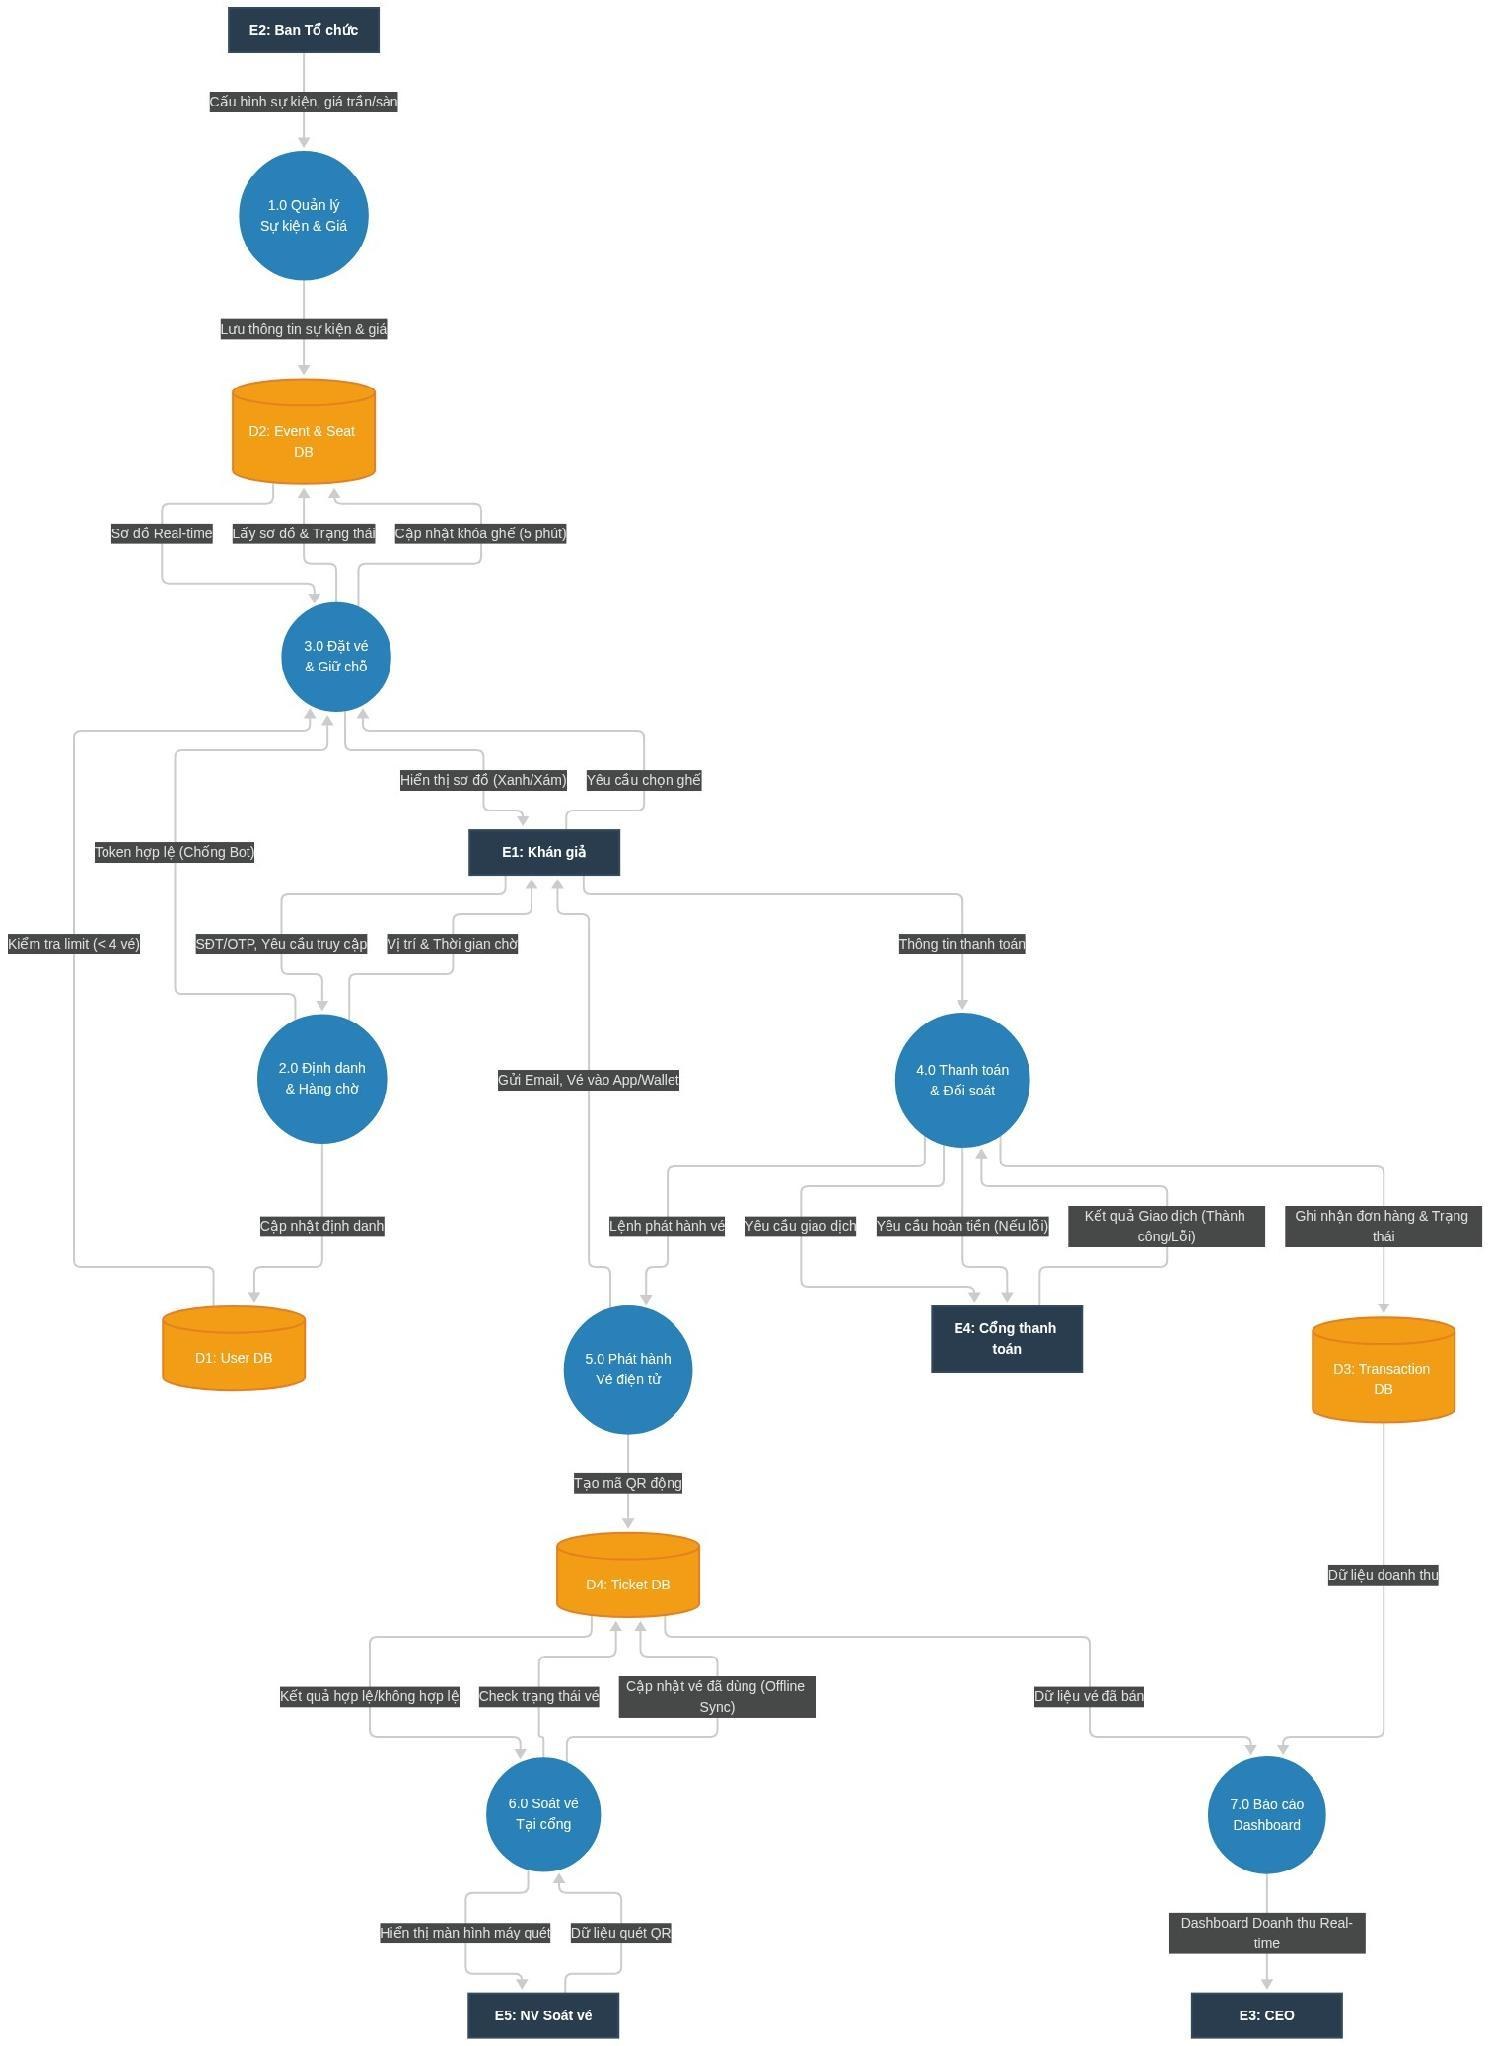 E2: Ban Tổ chức
Cấu hình sự kiện, giá trần/sàn
1.0 Quản lý
Sự kiện & Giá
Lưu thông tin sự kiện & giá
D2: Event & Seat
DB
Sơ đồ Real-time
Lấy sơ đồ & Trạng thái
Cập nhật khóa ghế (5 phút)
3.0 Đặt vé
& Giữ chỗ
Hiển thị sơ đồ (Xanh/Xám)
Yêu cầu chọn ghế
Token hợp lệ (Chống Bot)
E1: Khán giả
Kiểm tra limit (< 4 vé)
SĐT/OTP, Yêu cầu truy cập
Vị trí & Thời gian chờ
Thông tin thanh toán
2.0 Định danh
& Hàng chờ
Gửi Email, Vé vào App/Wallet
4.0 Thanh toán
& Đối soát
Cập nhật định danh
Lệnh phát hành vé
Yêu cầu giao dịch
Yêu cầu hoàn tiền (Nếu lỗi)
Kết quả Giao dịch (Thành
công/Lỗi)
Ghi nhận đơn hàng & Trạng
thái
D1: User DB
5.0 Phát hành
Vé điện tử
E4: Cổng thanh
toán
D3: Transaction
DB
Tạo mã QR động
D4: Ticket DB
Dữ liệu doanh thu
Kết quả hợp lệ/không hợp lệ
Check trạng thái vé
Cập nhật vé đã dùng (Offline
Sync)
Dữ liệu vé đã bán
6.0 Soát vé
Tại cổng
7.0 Báo cáo
Dashboard
Hiển thị màn hình máy quét
Dữ liệu quét QR
Dashboard Doanh thu Real-
time
E5: NV Soát vé
E3: CEO